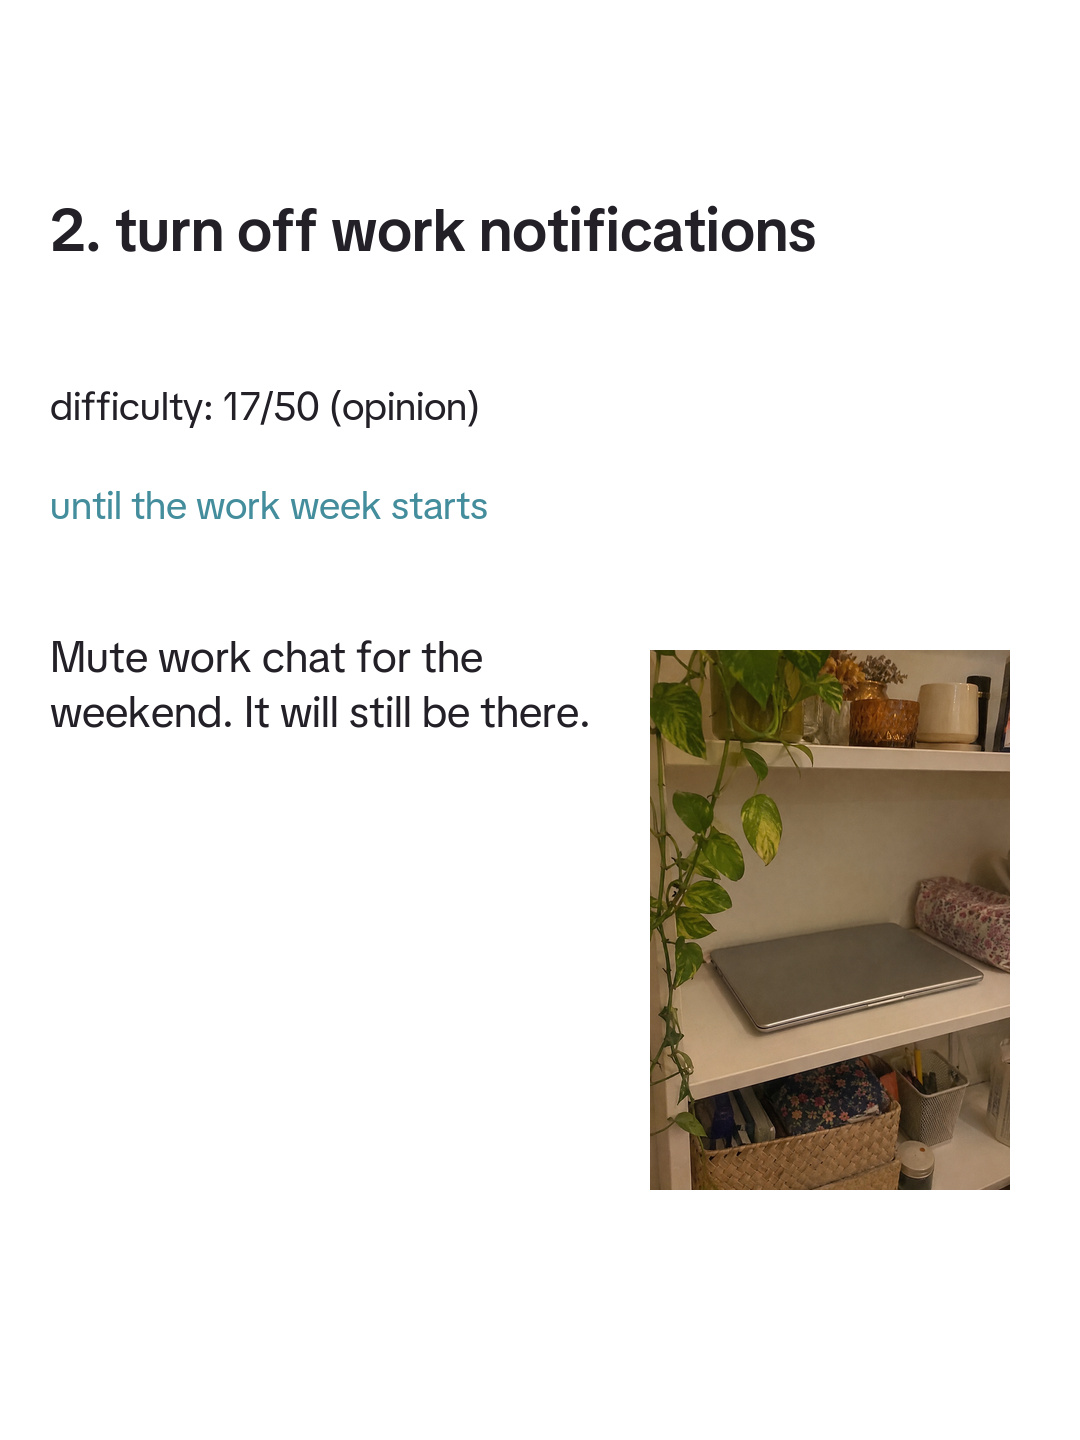 2. turn off work notifications
difficulty: 17/50 (opinion)
until the work week starts
Mute work chat for the
weekend. It will still be there.